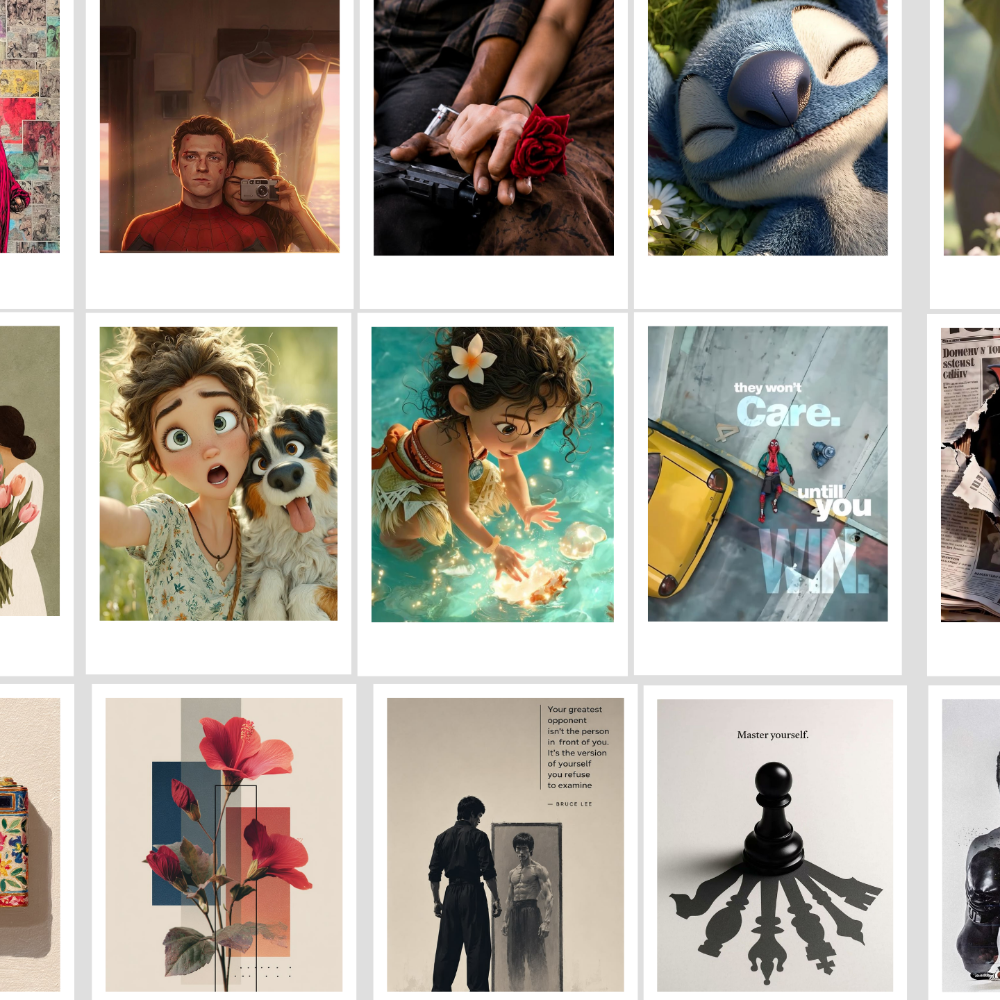 they won't
Care.
untill
you
WIN.
Your greatest
opponent
isn't the person
in front of you.
It's the version
of yourself
you refuse
to examine
— BRUCE LEE
Master yourself.